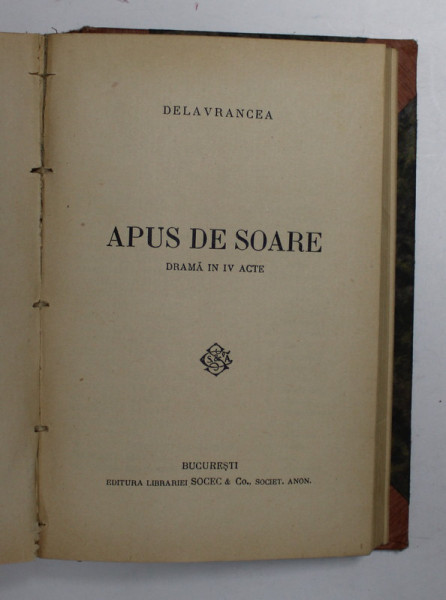 DELAVRANCEA
APUS DE SOARE
DRAMĂ IN IV ACTE
BUCUREȘTI
EDITURA LIBRARIEI SOCEC & Co., SOCIET. ANON.